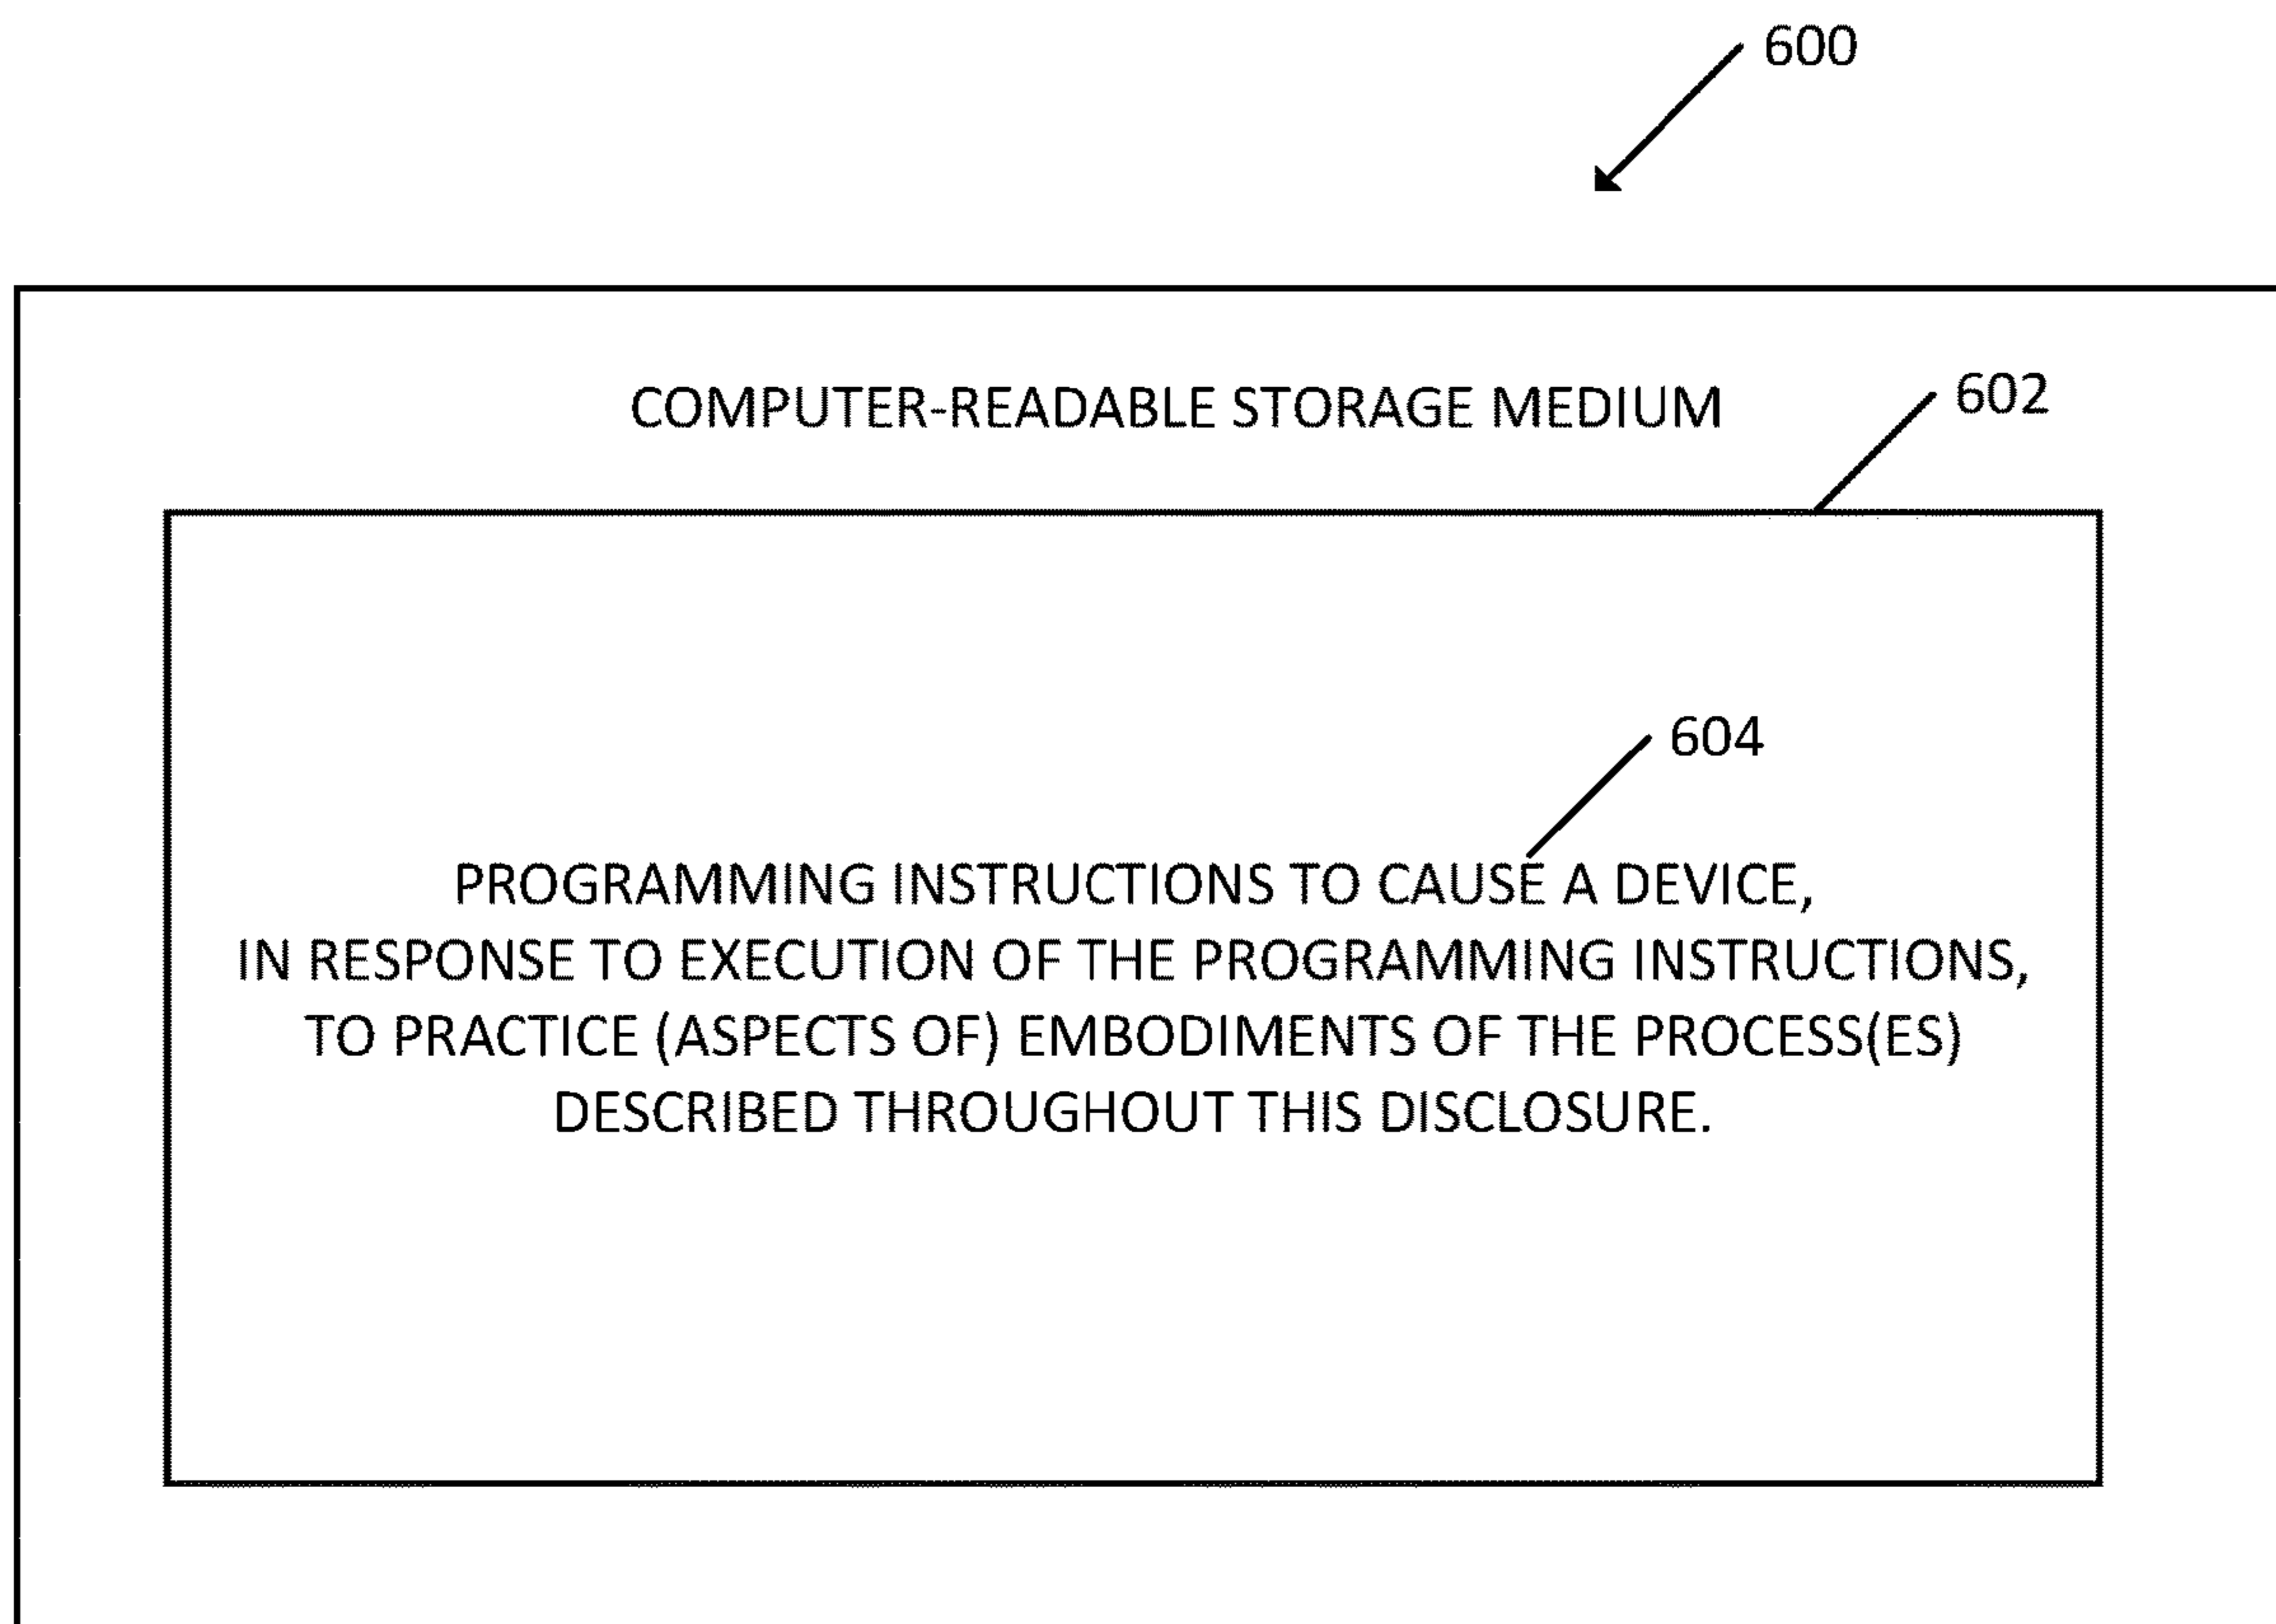 600
COMPUTER-READABLE STORAGE MEDIUM
602
604
PROGRAMMING INSTRUCTIONS TO CAUSE A DEVICE,
IN RESPONSE TO EXECUTION OF THE PROGRAMMING INSTRUCTIONS,
TO PRACTICE (ASPECTS OF) EMBODIMENTS OF THE PROCESS(ES)
DESCRIBED THROUGHOUT THIS DISCLOSURE.